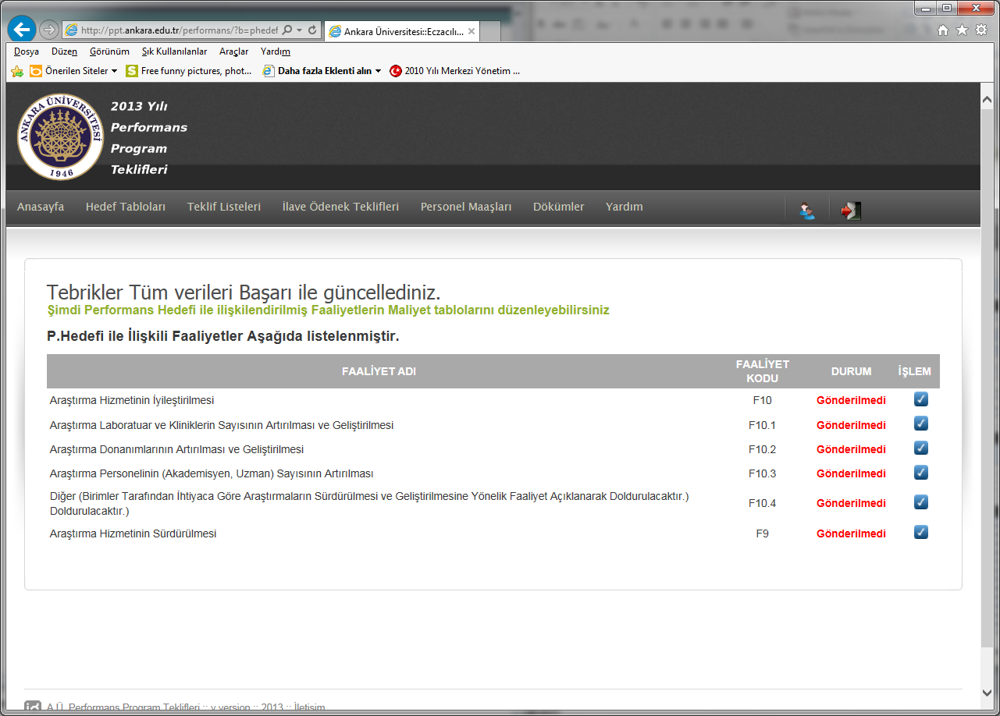 http://ppt.ankara.edu.tr/performans/?b=phedef
Ankara Üniversitesi::Eczacılı...
Dosya Düzen Görünüm Sık Kullanılanlar Araçlar Yardım
Önerilen Siteler Free funny pictures, phot... Daha fazla Eklenti alın 2010 Yılı Merkezi Yönetim ...
ANKARA ÜNİVERSİTESİ
1946
2013 Yılı
Performans
Program
Teklifleri
Anasayfa Hedef Tabloları Teklif Listeleri İlave Ödenek Teklifleri Personel Maaşları Dökümler Yardım
Tebrikler Tüm verileri Başarı ile güncellediniz.
Şimdi Performans Hedefi ile ilişkilendirilmiş Faaliyetlerin Maliyet tablolarını düzenleyebilirsiniz
P.Hedefi ile İlişkili Faaliyetler Aşağıda listelenmiştir.
FAALİYET ADI FAALİYET KODU DURUM İŞLEM
Araştırma Hizmetinin İyileştirilmesi F10 Gönderilmedi
Araştırma Laboratuar ve Kliniklerin Sayısının Artırılması ve Geliştirilmesi F10.1 Gönderilmedi
Araştırma Donanımlarının Artırılması ve Geliştirilmesi F10.2 Gönderilmedi
Araştırma Personelinin (Akademisyen, Uzman) Sayısının Artırılması F10.3 Gönderilmedi
Diğer (Birimler Tarafından İhtiyaca Göre Araştırmaların Sürdürülmesi ve Geliştirilmesine Yönelik Faaliyet Açıklanarak Doldurulacaktır.)
Doldurulacaktır.) F10.4 Gönderilmedi
Araştırma Hizmetinin Sürdürülmesi F9 Gönderilmedi
A.Ü. Performans Program Teklifleri :: v version :: 2013 :: İletişim